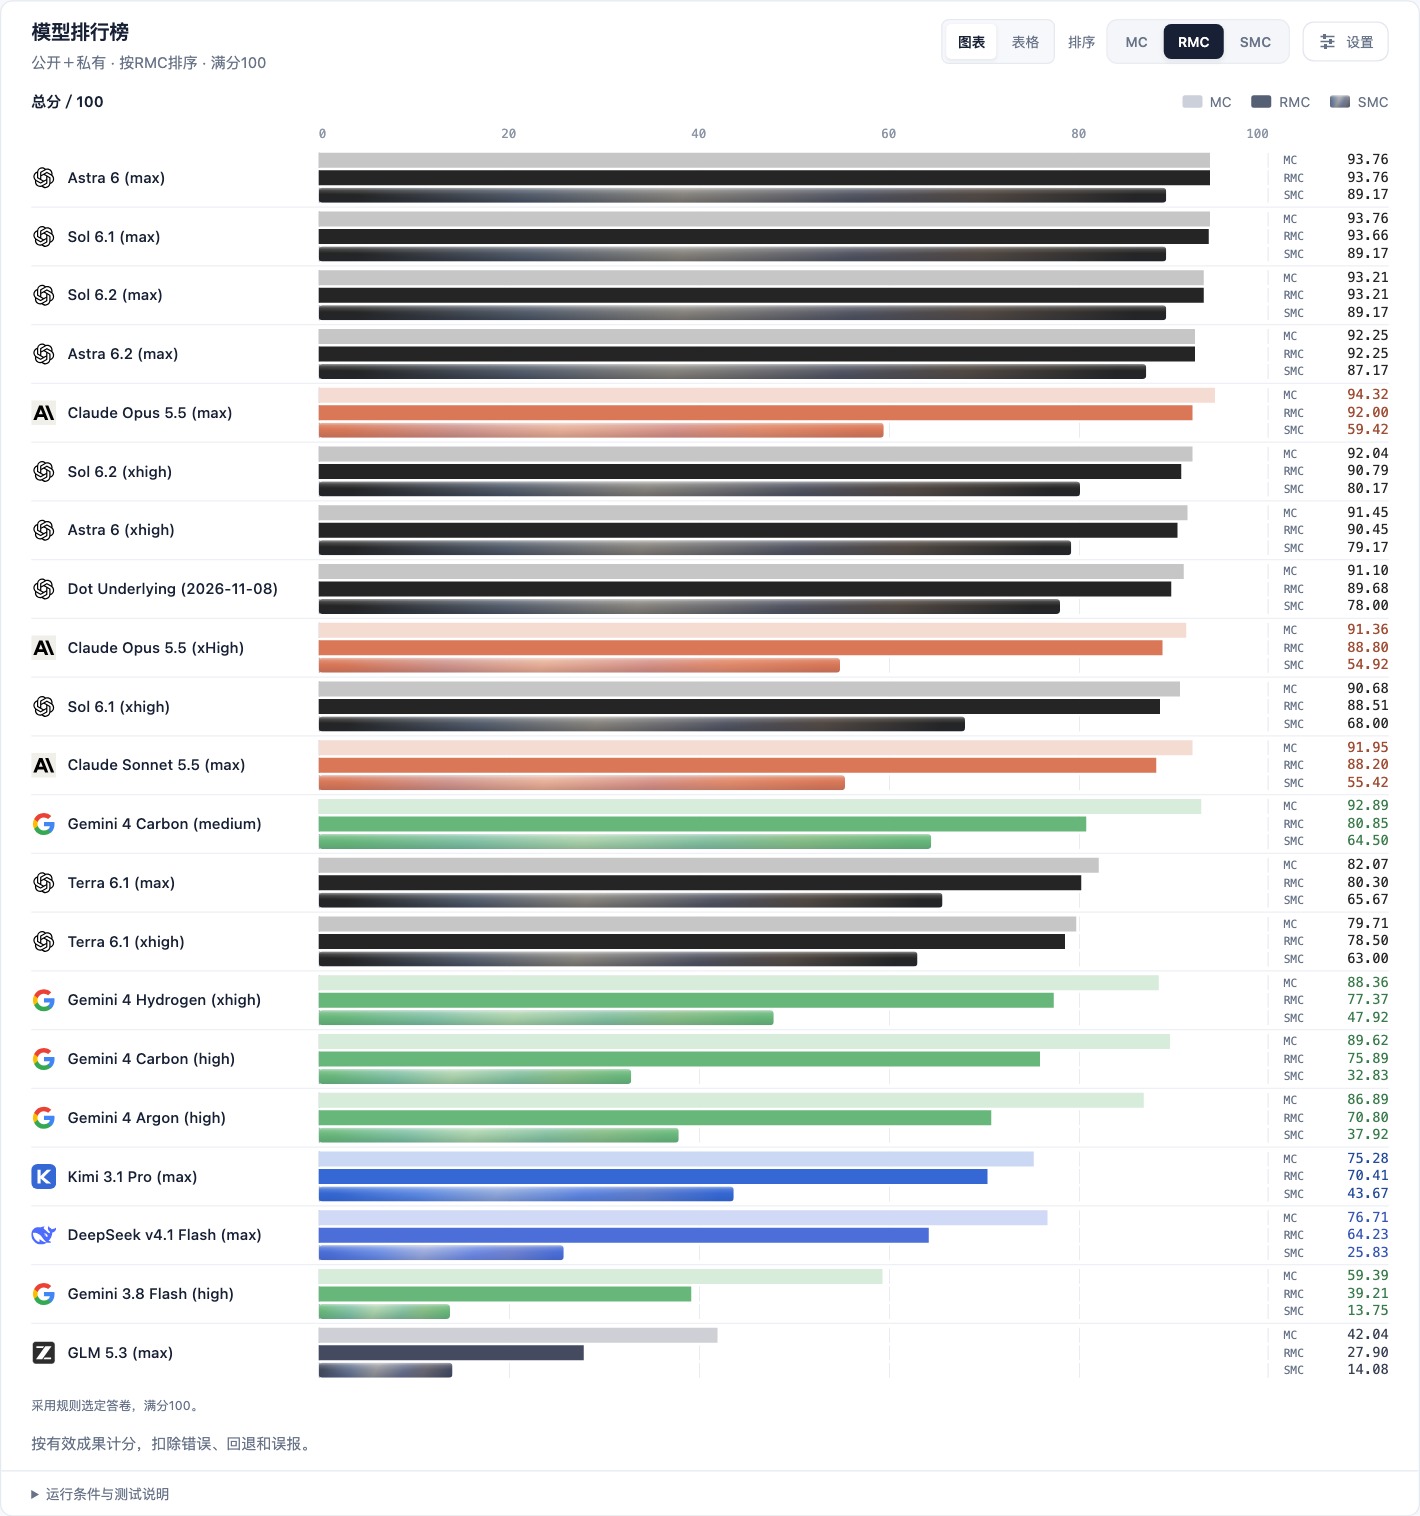 模型排行榜
公开＋私有 · 按RMC排序 · 满分100
图表 表格 排序 MC RMC SMC 设置
总分 / 100
MC RMC SMC
0 20 40 60 80 100
Astra 6 (max)
MC 93.76
RMC 93.76
SMC 89.17
Sol 6.1 (max)
MC 93.76
RMC 93.66
SMC 89.17
Sol 6.2 (max)
MC 93.21
RMC 93.21
SMC 89.17
Astra 6.2 (max)
MC 92.25
RMC 92.25
SMC 87.17
Claude Opus 5.5 (max)
MC 94.32
RMC 92.00
SMC 59.42
Sol 6.2 (xhigh)
MC 92.04
RMC 90.79
SMC 80.17
Astra 6 (xhigh)
MC 91.45
RMC 90.45
SMC 79.17
Dot Underlying (2026-11-08)
MC 91.10
RMC 89.68
SMC 78.00
Claude Opus 5.5 (xHigh)
MC 91.36
RMC 88.80
SMC 54.92
Sol 6.1 (xhigh)
MC 90.68
RMC 88.51
SMC 68.00
Claude Sonnet 5.5 (max)
MC 91.95
RMC 88.20
SMC 55.42
Gemini 4 Carbon (medium)
MC 92.89
RMC 80.85
SMC 64.50
Terra 6.1 (max)
MC 82.07
RMC 80.30
SMC 65.67
Terra 6.1 (xhigh)
MC 79.71
RMC 78.50
SMC 63.00
Gemini 4 Hydrogen (xhigh)
MC 88.36
RMC 77.37
SMC 47.92
Gemini 4 Carbon (high)
MC 89.62
RMC 75.89
SMC 32.83
Gemini 4 Argon (high)
MC 86.89
RMC 70.80
SMC 37.92
Kimi 3.1 Pro (max)
MC 75.28
RMC 70.41
SMC 43.67
DeepSeek v4.1 Flash (max)
MC 76.71
RMC 64.23
SMC 25.83
Gemini 3.8 Flash (high)
MC 59.39
RMC 39.21
SMC 13.75
GLM 5.3 (max)
MC 42.04
RMC 27.90
SMC 14.08
采用规则选定答卷，满分100。
按有效成果计分，扣除错误、回退和误报。
▶ 运行条件与测试说明